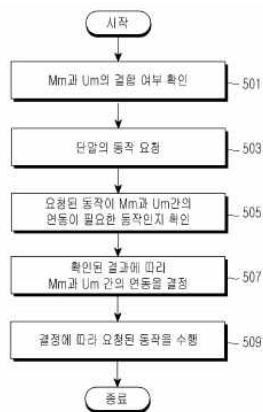 시작
Mm과 Um의 결합 여부 확인
501
단말의 동작 요청
503
요청된 동작이 Mm과 Um간의
연동이 필요한 동작인지 확인
505
확인된 결과에 따라
Mm과 Um 간의 연동을 결정
507
결정에 따라 요청된 동작을 수행
509
종료